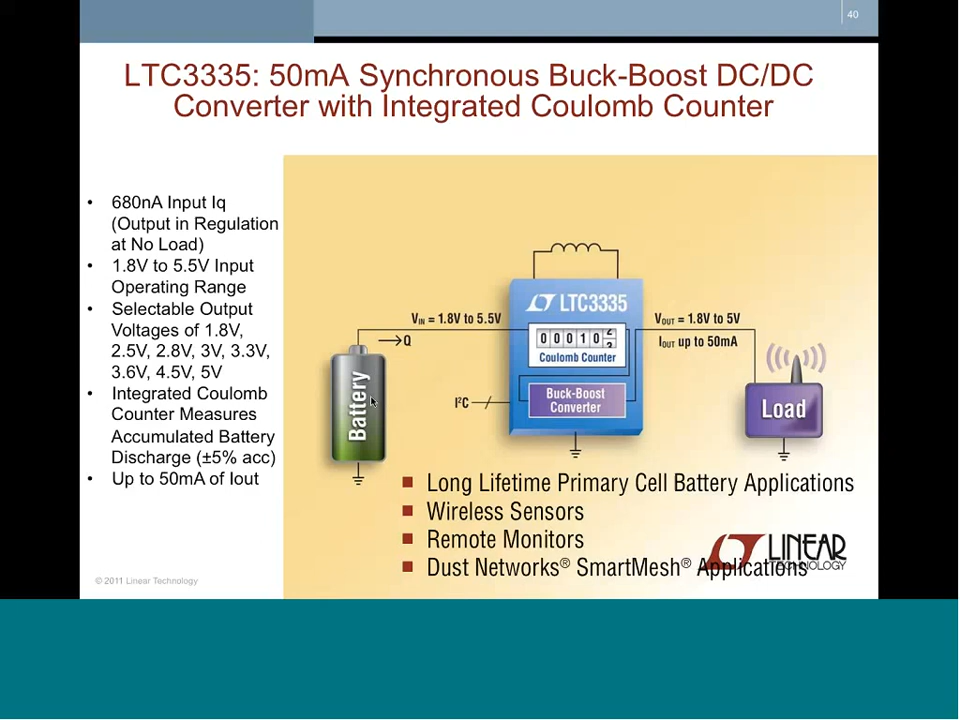 40
LTC3335: 50mA Synchronous Buck-Boost DC/DC
Converter with Integrated Coulomb Counter
• 680nA Input Iq
(Output in Regulation
at No Load)
• 1.8V to 5.5V Input
Operating Range
• Selectable Output
Voltages of 1.8V,
2.5V, 2.8V, 3V, 3.3V,
3.6V, 4.5V, 5V
• Integrated Coulomb
Counter Measures
Accumulated Battery
Discharge (±5% acc)
• Up to 50mA of Iout
LTC3335
VIN = 1.8V to 5.5V
VOUT = 1.8V to 5V
Q
00010
Coulomb Counter
IOUT up to 50mA
Battery
I²C
Buck-Boost
Converter
Load
Long Lifetime Primary Cell Battery Applications
Wireless Sensors
Remote Monitors
Dust Networks® SmartMesh® Applications
LINEAR
TECHNOLOGY
© 2011 Linear Technology